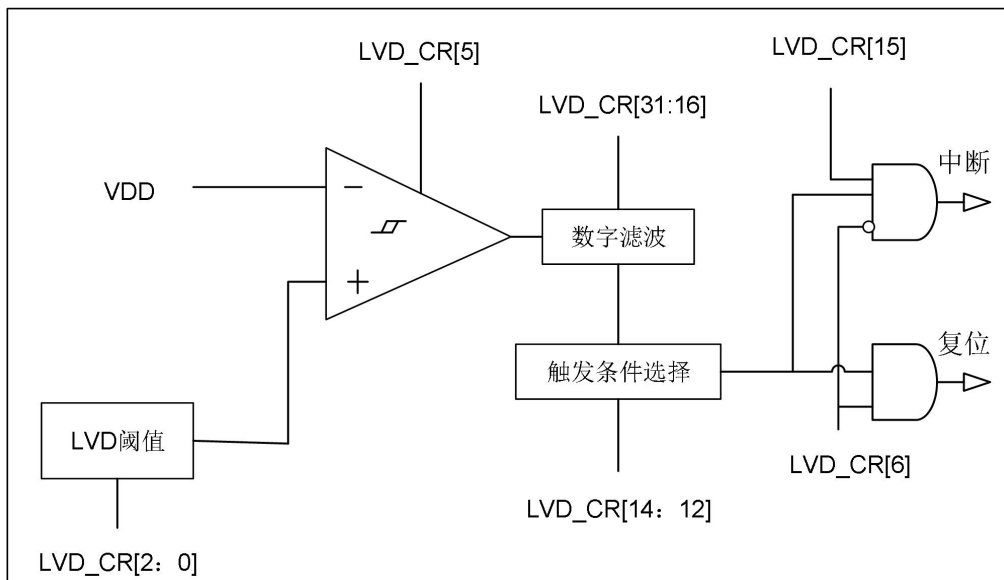 LVD_CR[5]
LVD_CR[15]
LVD_CR[31:16]
中断
VDD
−
数字滤波
+
触发条件选择
复位
LVD阈值
LVD_CR[6]
LVD_CR[14：12]
LVD_CR[2：0]